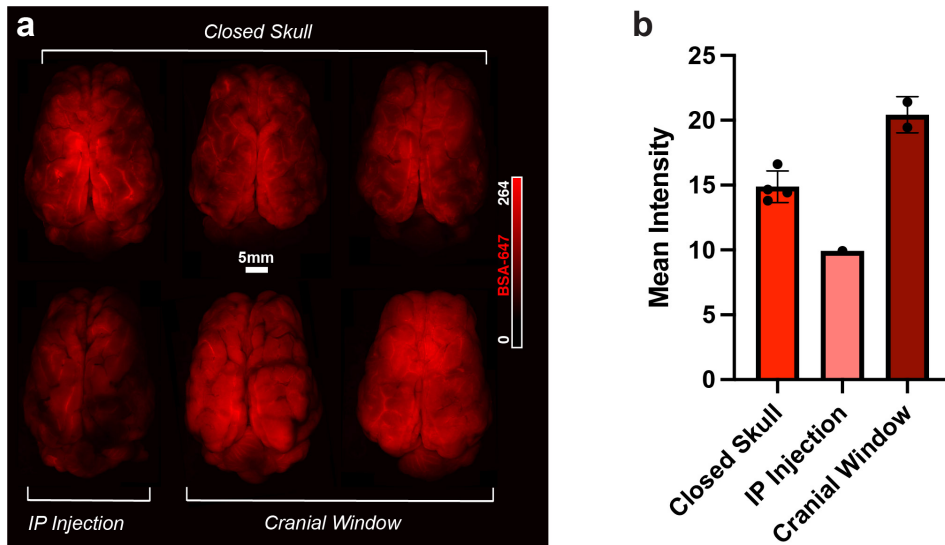 a
Closed Skull
264
BSA-647
0
5mm
IP Injection
Cranial Window
b
Mean Intensity
25
20
15
10
5
0
Closed Skull
IP Injection
Cranial Window